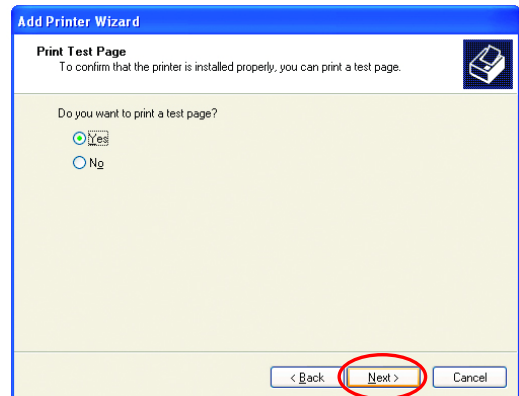 Add Printer Wizard
Print Test Page
To confirm that the printer is installed properly, you can print a test page.
Do you want to print a test page?
Yes
No
< Back
Next >
Cancel